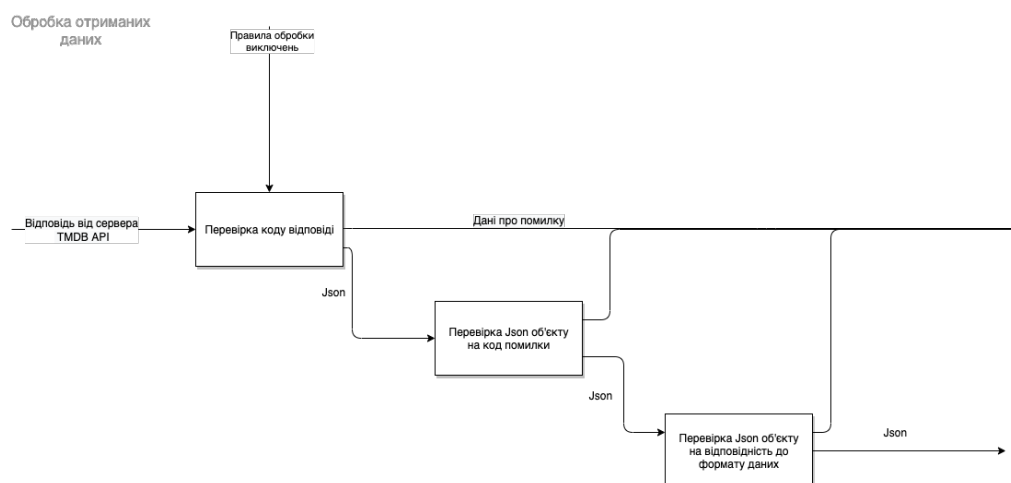 Обробка отриманих
даних
Правила обробки
виключень
Відповідь від сервера
TMDB API
Перевірка коду відповіді
Дані про помилку
Json
Перевірка Json об'єкту
на код помилки
Json
Перевірка Json об'єкту
на відповідність до
формату даних
Json